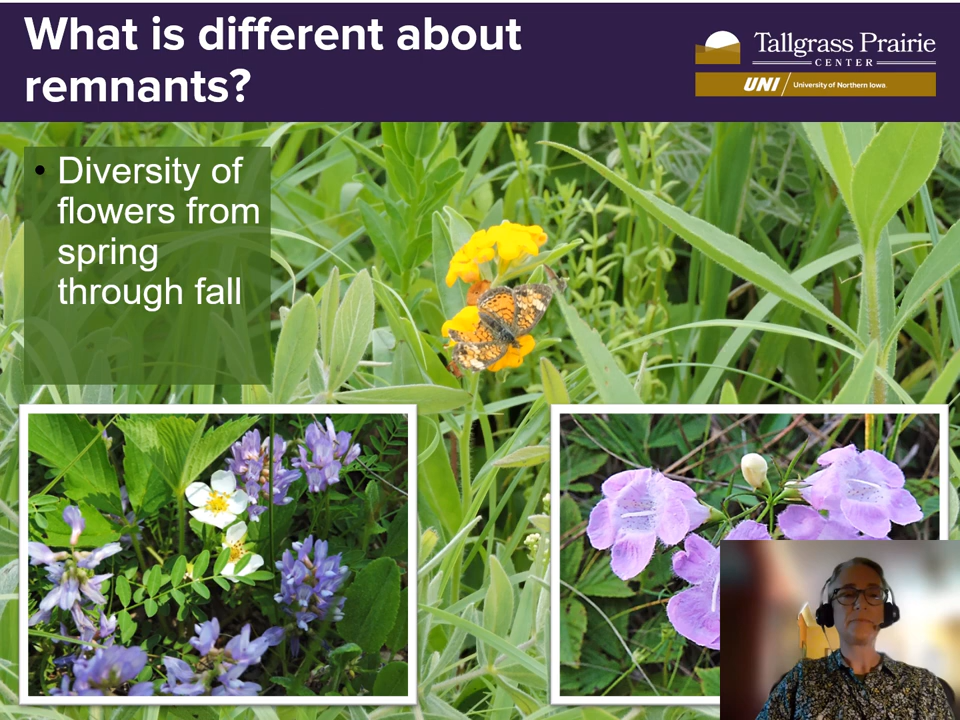 What is different about
remnants?
Tallgrass Prairie
CENTER
UNI University of Northern Iowa.
• Diversity of
flowers from
spring
through fall